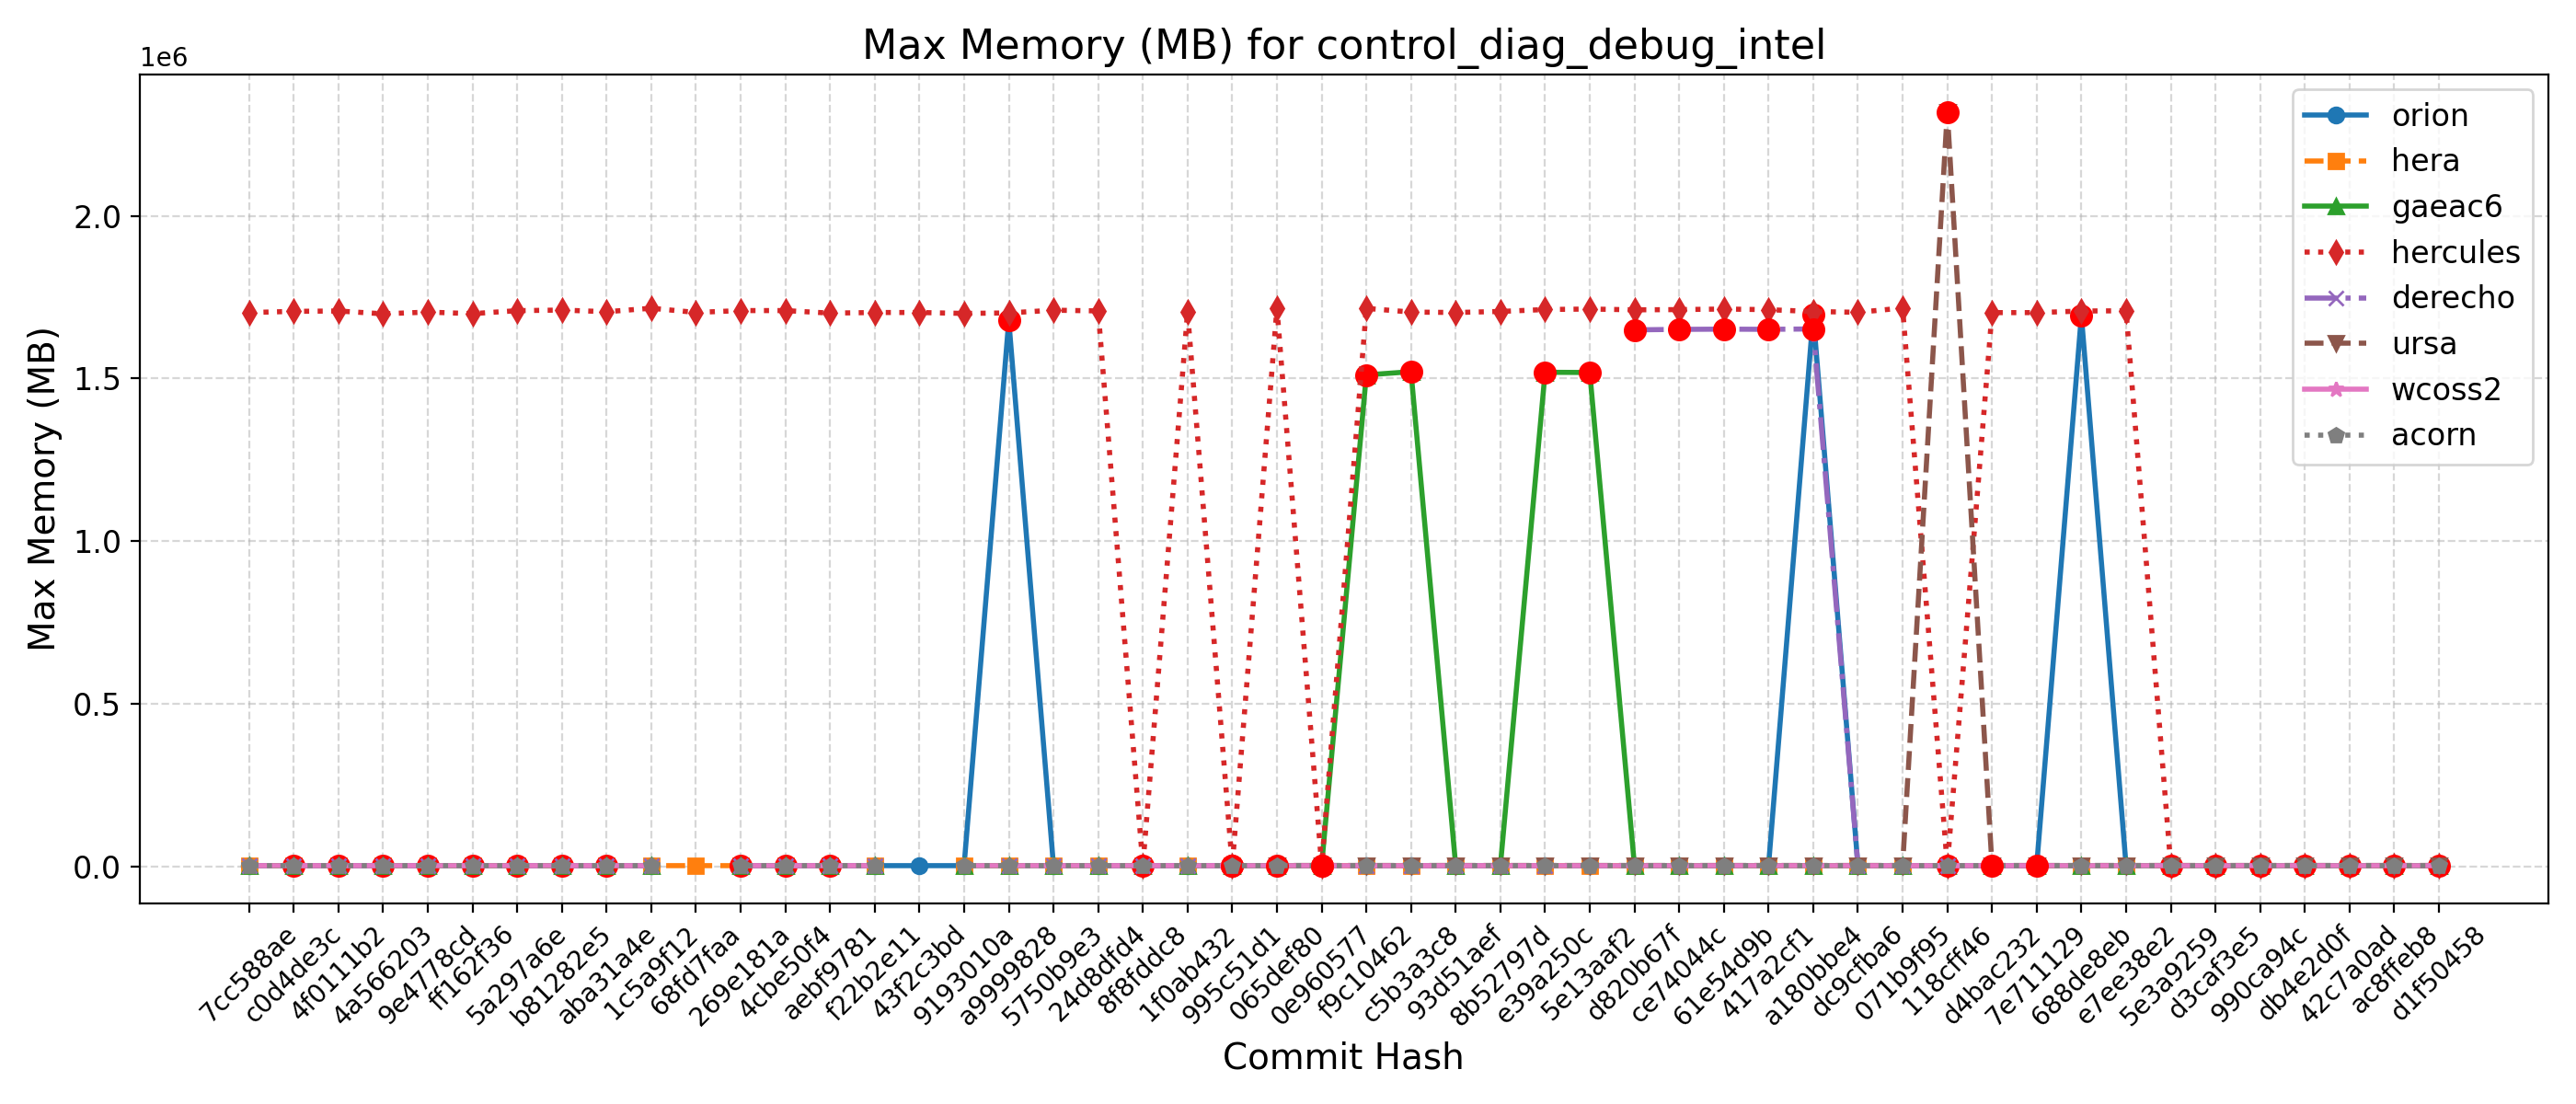 Max Memory (MB) for control_diag_debug_intel
1e6
2.0
1.5
1.0
0.5
0.0
Max Memory (MB)
orion
hera
gaeac6
hercules
derecho
ursa
wcoss2
acorn
7cc588ae
c0d4de3c
4f0111b2
4a566203
9e4778cd
ff162f36
5a297a6e
b81282e5
aba31a4e
1c5a9f12
68fd7faa
269e181a
4cbe50f4
aebf9781
f22b2e11
43f2c3bd
9193010a
a9999828
5750b9e3
24d8dfd4
8f8fddc8
1f0ab432
995c51d1
065def80
0e960577
f9c10462
c5b3a3c8
93d51aef
8b52797d
e39a250c
5e13aaf2
d820b67f
ce74044c
61e54d9b
417a2cf1
a180bbe4
dc9cfba6
071b9f95
118cff46
d4bac232
7e711129
688de8eb
e7ee38e2
5e3a9259
d3caf3e5
990ca94c
db4e2d0f
42c7a0ad
ac8ffeb8
d1f50458
Commit Hash